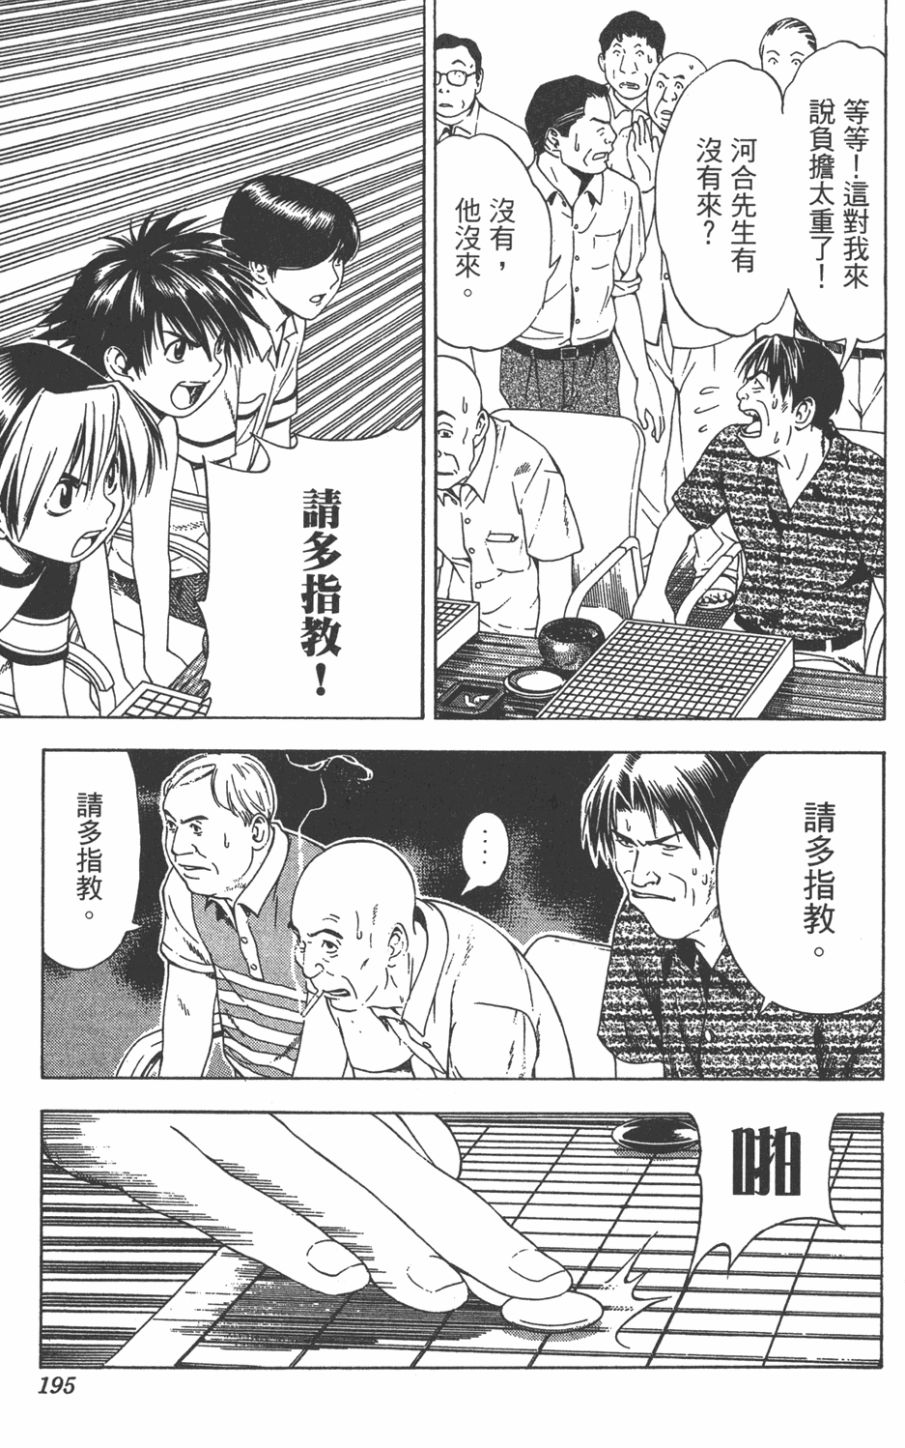 等等！這對我來
說負擔太重了！
河合先生有
沒有來？
沒有，
他沒來。
請多指教！
請多指教。
‥‥
請多指教。
啪
195